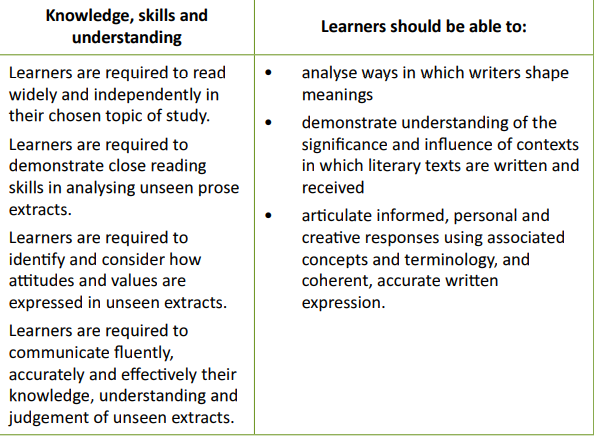 Knowledge, skills and
understanding
Learners should be able to:
Learners are required to read
widely and independently in
their chosen topic of study.
Learners are required to
demonstrate close reading
skills in analysing unseen prose
extracts.
Learners are required to
identify and consider how
attitudes and values are
expressed in unseen extracts.
Learners are required to
communicate fluently,
accurately and effectively their
knowledge, understanding and
judgement of unseen extracts.
• analyse ways in which writers shape
meanings
• demonstrate understanding of the
significance and influence of contexts
in which literary texts are written and
received
• articulate informed, personal and
creative responses using associated
concepts and terminology, and
coherent, accurate written
expression.